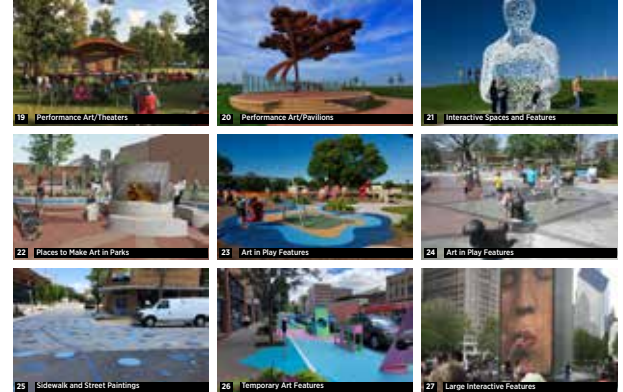 19 Performance Art/Theaters
20 Performance Art/Pavilions
21 Interactive Spaces and Features
22 Places to Make Art in Parks
23 Art in Play Features
24 Art in Play Features
25 Sidewalk and Street Paintings
26 Temporary Art Features
27 Large Interactive Features